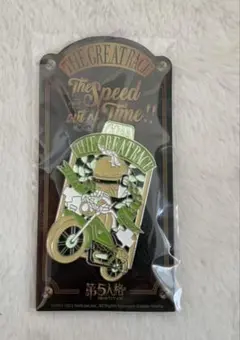 THE GREAT RACE
The Speed
out of Time!!
THE GREAT RACE
第5人格